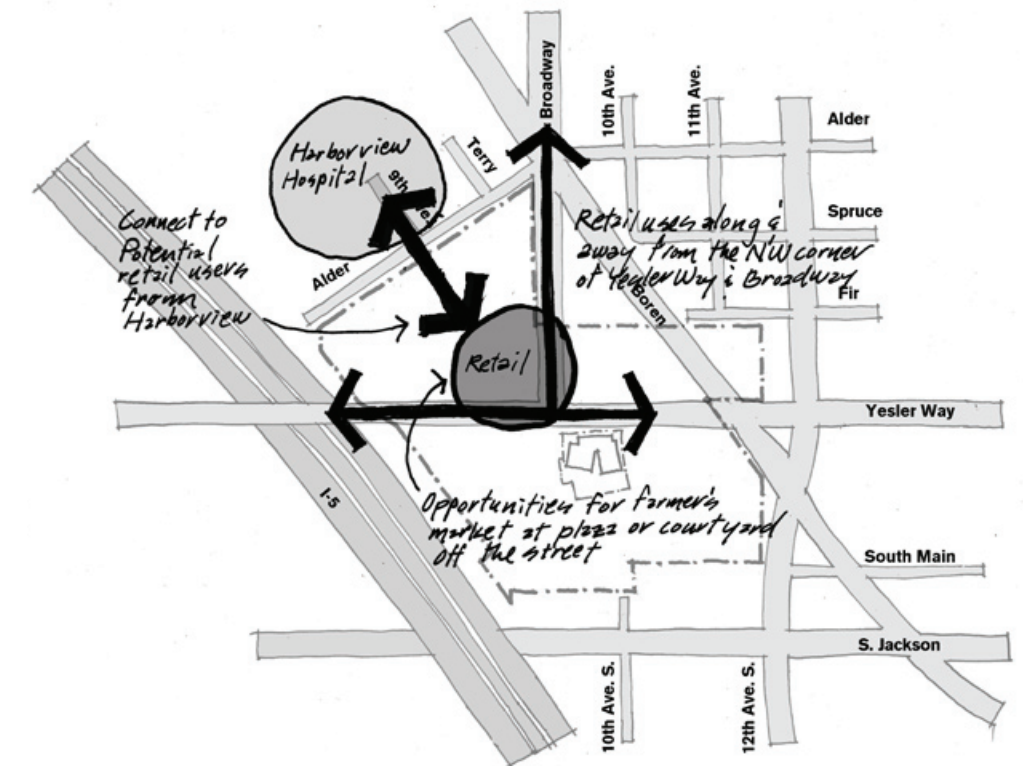 Broadway
10th Ave.
11th Ave.
Alder
Terry
Harborview
Hospital
9th
Spruce
Connect to
Potential
retail users
from
Harborview
Alder
Retail uses along &
away from the NW corner
of Yesler Way & Broadway
Boren
Fir
Retail
Yesler Way
I-5
Opportunities for farmer's
market at plaza or courtyard
off the street
South Main
S. Jackson
10th Ave. S.
12th Ave. S.